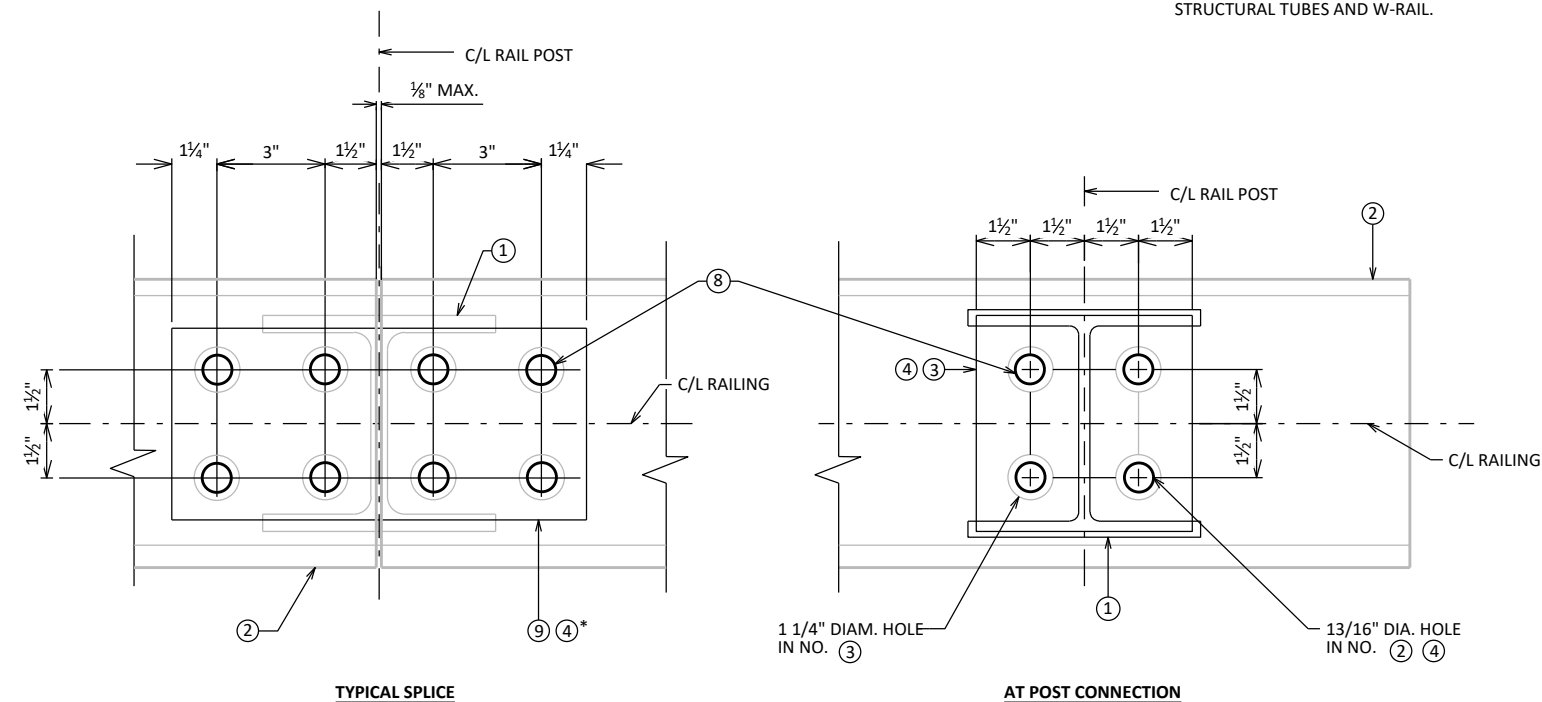 STRUCTURAL TUBES AND W-RAIL.
C/L RAIL POST
⅛" MAX.
1¼" 3" 1½" 1½" 3" 1¼"
C/L RAIL POST
②
1½" 1½" 1½" 1½"
①
⑧
1½"
④ ③
C/L RAILING
1½"
1½"
1½"
C/L RAILING
①
② ⑨ ④*
1 1/4" DIAM. HOLE
IN NO. ③
13/16" DIA. HOLE
IN NO. ② ④
TYPICAL SPLICE
AT POST CONNECTION